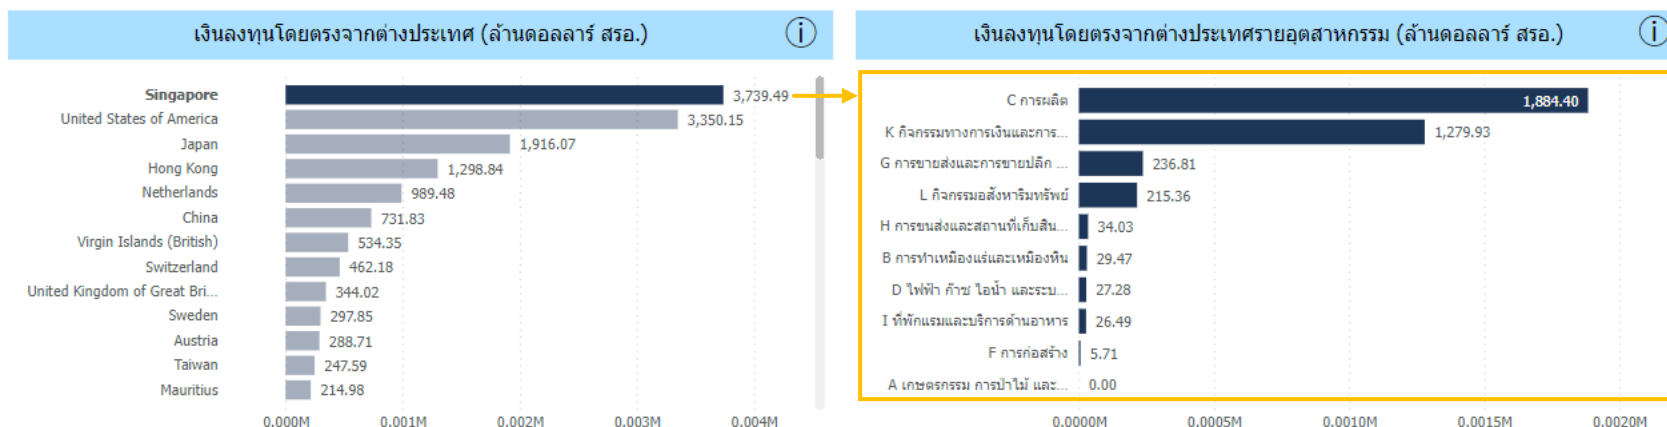 เงินลงทุนโดยตรงจากต่างประเทศ (ล้านดอลลาร์ สรอ.)
Singapore 3,739.49
United States of America 3,350.15
Japan 1,916.07
Hong Kong 1,298.84
Netherlands 989.48
China 731.83
Virgin Islands (British) 534.35
Switzerland 462.18
United Kingdom of Great Bri... 344.02
Sweden 297.85
Austria 288.71
Taiwan 247.59
Mauritius 214.98
0.000M 0.001M 0.002M 0.003M 0.004M
เงินลงทุนโดยตรงจากต่างประเทศรายอุตสาหกรรม (ล้านดอลลาร์ สรอ.)
C การผลิต 1,884.40
K กิจกรรมทางการเงินและการ... 1,279.93
G การขายส่งและการขายปลีก ... 236.81
L กิจกรรมอสังหาริมทรัพย์ 215.36
H การขนส่งและสถานที่เก็บสิน... 34.03
B การทำเหมืองแร่และเหมืองหิน 29.47
D ไฟฟ้า ก๊าซ ไอน้ำ และระบ... 27.28
I ที่พักแรมและบริการด้านอาหาร 26.49
F การก่อสร้าง 5.71
A เกษตรกรรม การป่าไม้ และ... 0.00
0.0000M 0.0005M 0.0010M 0.0015M 0.0020M